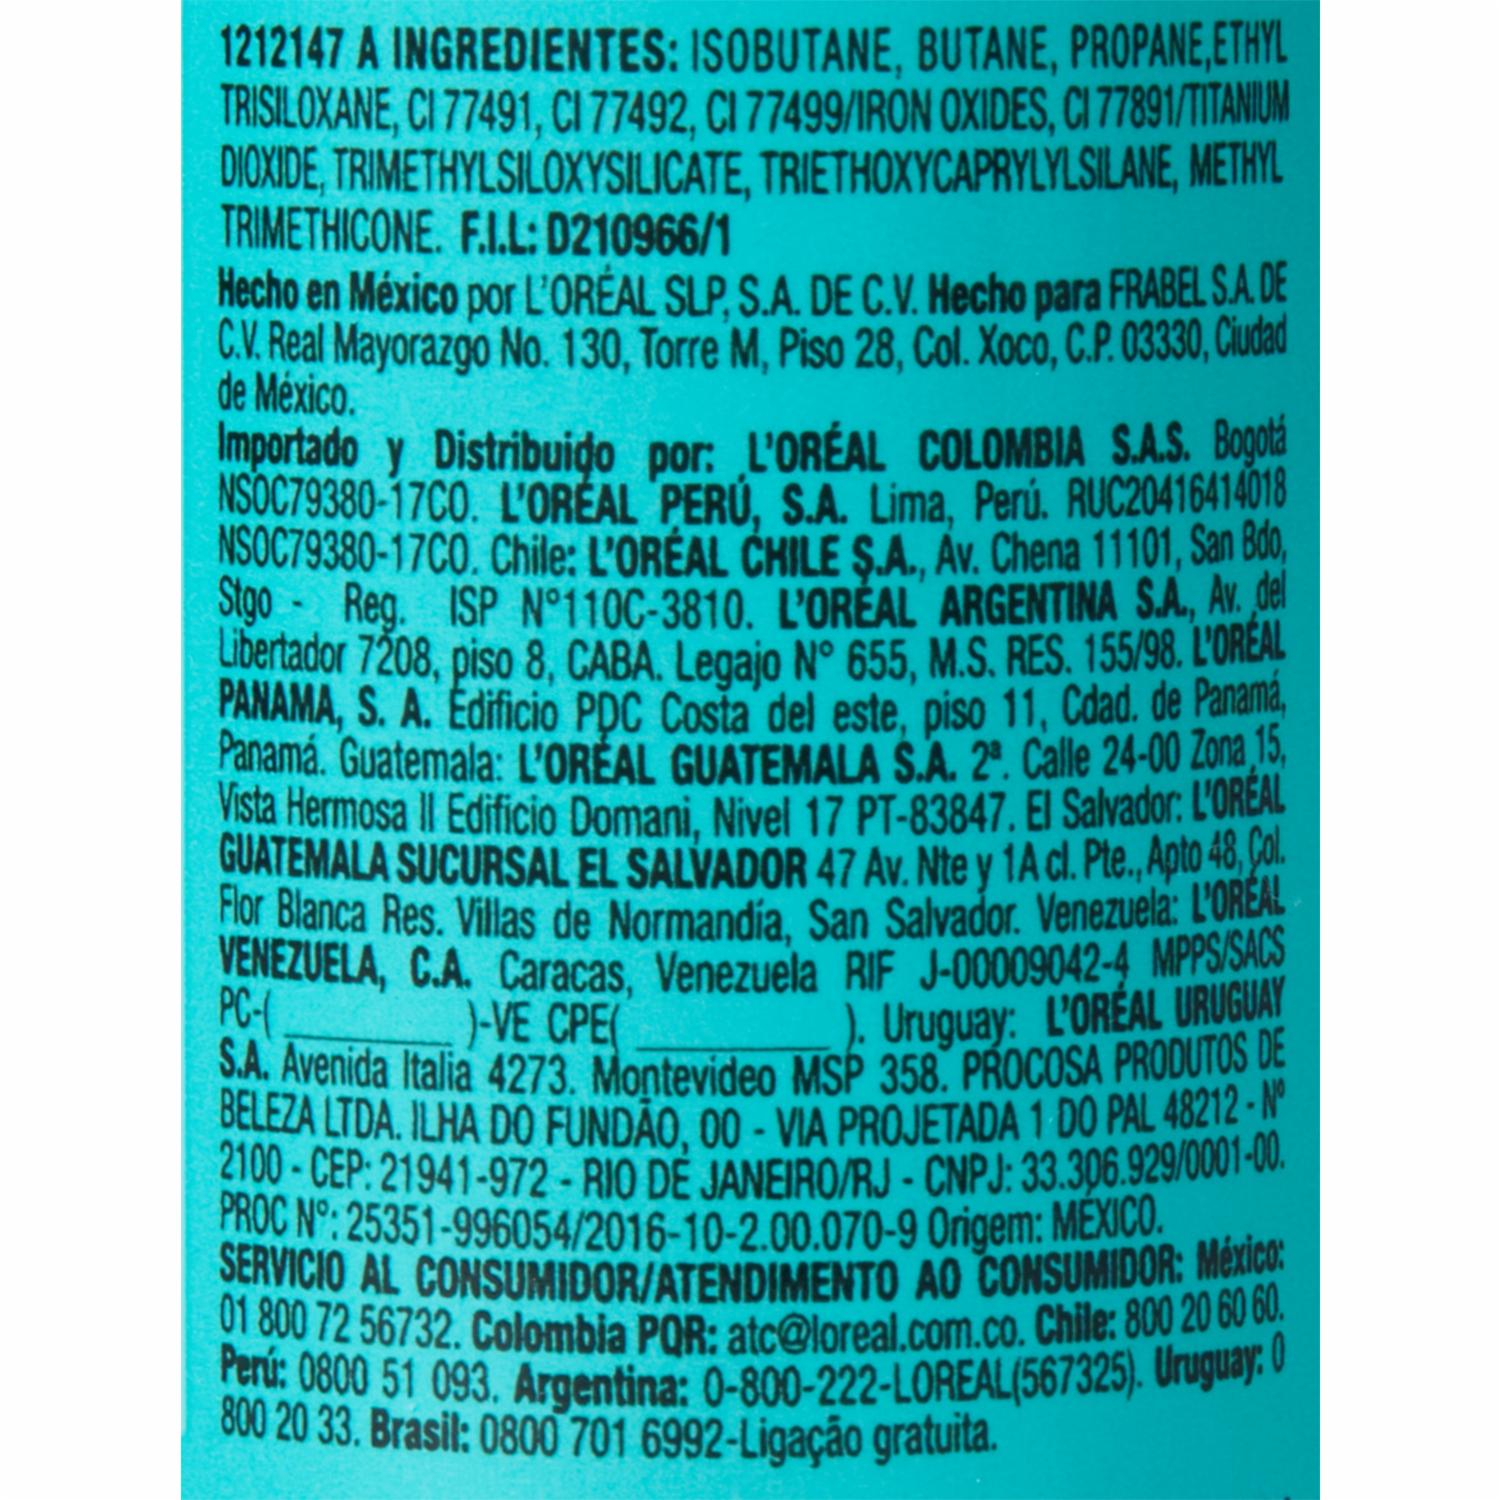 1212147 A INGREDIENTES: ISOBUTANE, BUTANE, PROPANE,ETHYL
TRISILOXANE, CI 77491, CI 77492, CI 77499/IRON OXIDES, CI 77891/TITANIUM
DIOXIDE, TRIMETHYLSILOXYSILICATE, TRIETHOXYCAPRYLYLSILANE, METHYL
TRIMETHICONE. F.I.L: D210966/1
Hecho en México por L'ORÉAL SLP, S.A. DE C.V. Hecho para FRABEL S.A. DE
C.V. Real Mayorazgo No. 130, Torre M, Piso 28, Col. Xoco, C.P. 03330, Ciudad
de México.
Importado y Distribuido por: L'ORÉAL COLOMBIA S.A.S. Bogotá
NSOC79380-17CO. L'ORÉAL PERÚ, S.A. Lima, Perú. RUC20416414018
NSOC79380-17CO. Chile: L'ORÉAL CHILE S.A., Av. Chena 11101, San Bdo,
Stgo - Reg. ISP N°110C-3810. L'ORÉAL ARGENTINA S.A., Av. del
Libertador 7208, piso 8, CABA. Legajo N° 655, M.S. RES. 155/98. L'ORÉAL
PANAMA, S. A. Edificio PDC Costa del este, piso 11, Cdad. de Panamá,
Panamá. Guatemala: L'ORÉAL GUATEMALA S.A. 2ª. Calle 24-00 Zona 15,
Vista Hermosa II Edificio Domani, Nivel 17 PT-83847. El Salvador: L'ORÉAL
GUATEMALA SUCURSAL EL SALVADOR 47 Av. Nte y 1A cl. Pte., Apto 48, Col.
Flor Blanca Res. Villas de Normandía, San Salvador. Venezuela: L'ORÉAL
VENEZUELA, C.A. Caracas, Venezuela RIF J-00009042-4 MPPS/SACS
PC-( ________ )-VE CPE( _________ ). Uruguay: L'ORÉAL URUGUAY
S.A. Avenida Italia 4273. Montevideo MSP 358. PROCOSA PRODUTOS DE
BELEZA LTDA. ILHA DO FUNDÃO, 00 - VIA PROJETADA 1 DO PAL 48212 - Nº
2100 - CEP: 21941-972 - RIO DE JANEIRO/RJ - CNPJ: 33.306.929/0001-00.
PROC Nº: 25351-996054/2016-10-2.00.070-9 Origem: MÉXICO.
SERVICIO AL CONSUMIDOR/ATENDIMENTO AO CONSUMIDOR: México:
01 800 72 56732. Colombia PQR: atc@loreal.com.co. Chile: 800 20 60 60.
Perú: 0800 51 093. Argentina: 0-800-222-LOREAL(567325). Uruguay: 0
800 20 33. Brasil: 0800 701 6992-Ligação gratuita.